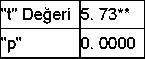 "t" Değeri 5. 73**
"p" 0. 0000